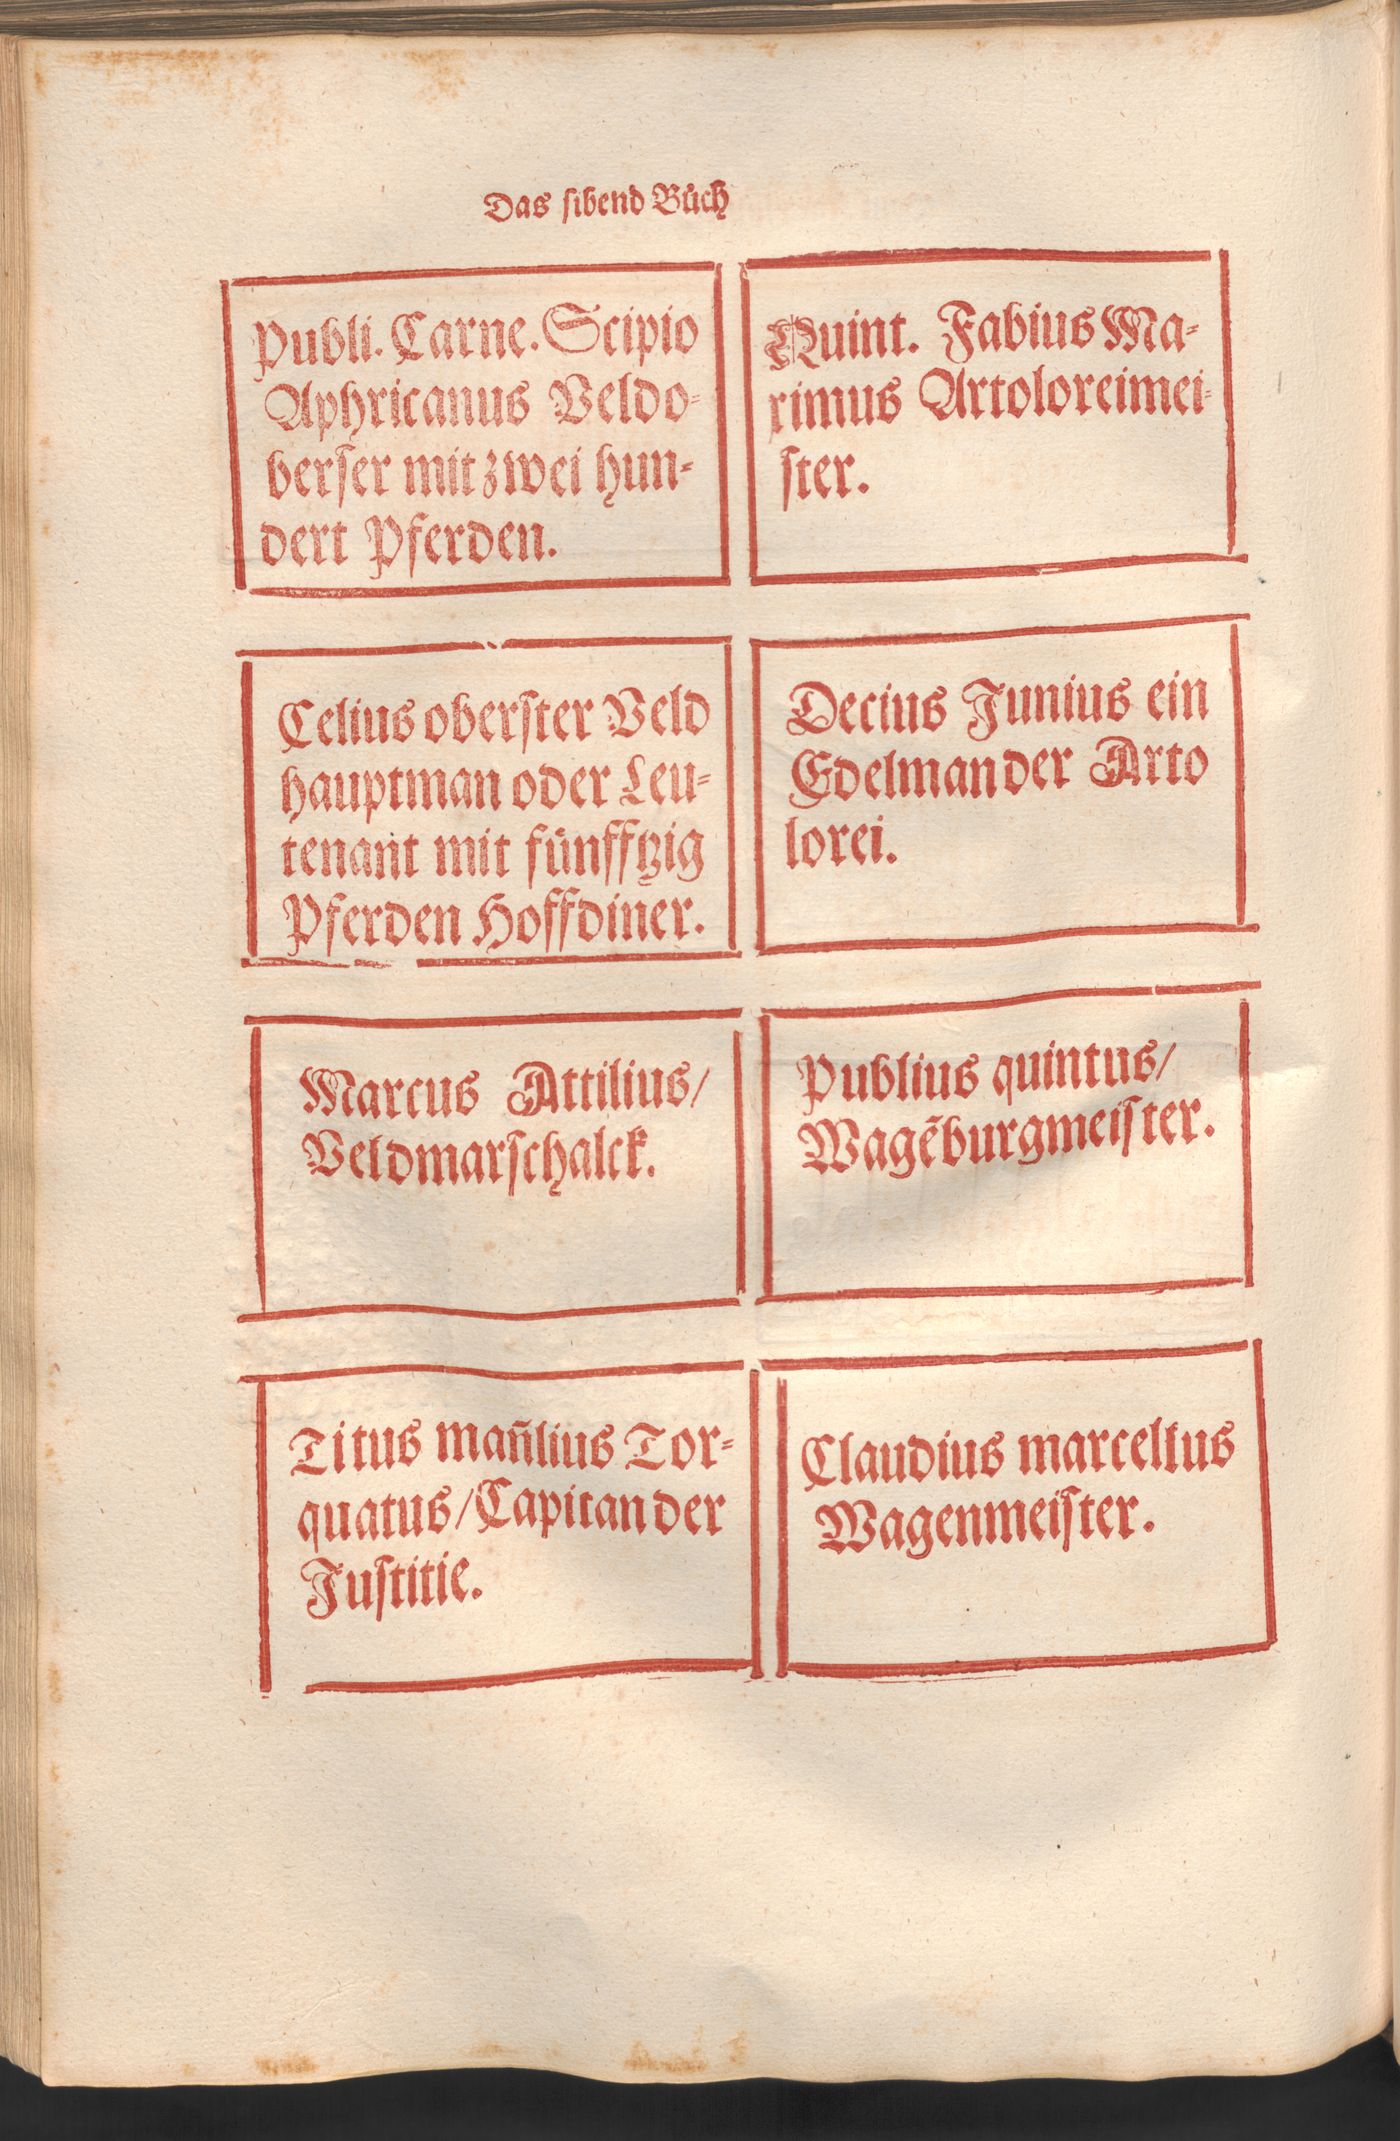 Das sibend Bůch
Publi. Carne. Scipio
Aphricanus Veldo-
berser mit zwei hun-
dert Pferden.
Quint. Fabius Ma-
ximus Artoloreimei-
ster.
Celius oberster Veld
hauptman oder Leu-
tenant mit fünfftzig
Pferden Hoffdiner.
Decius Junius ein
Edelman der Arto
lorei.
Marcus Attilius/
Veldmarschalck.
Publius quintus/
Wagẽburgmeister.
Titus mañlius Tor-
quatus/Capitan der
Justitie.
Claudius marcellus
Wagenmeister.